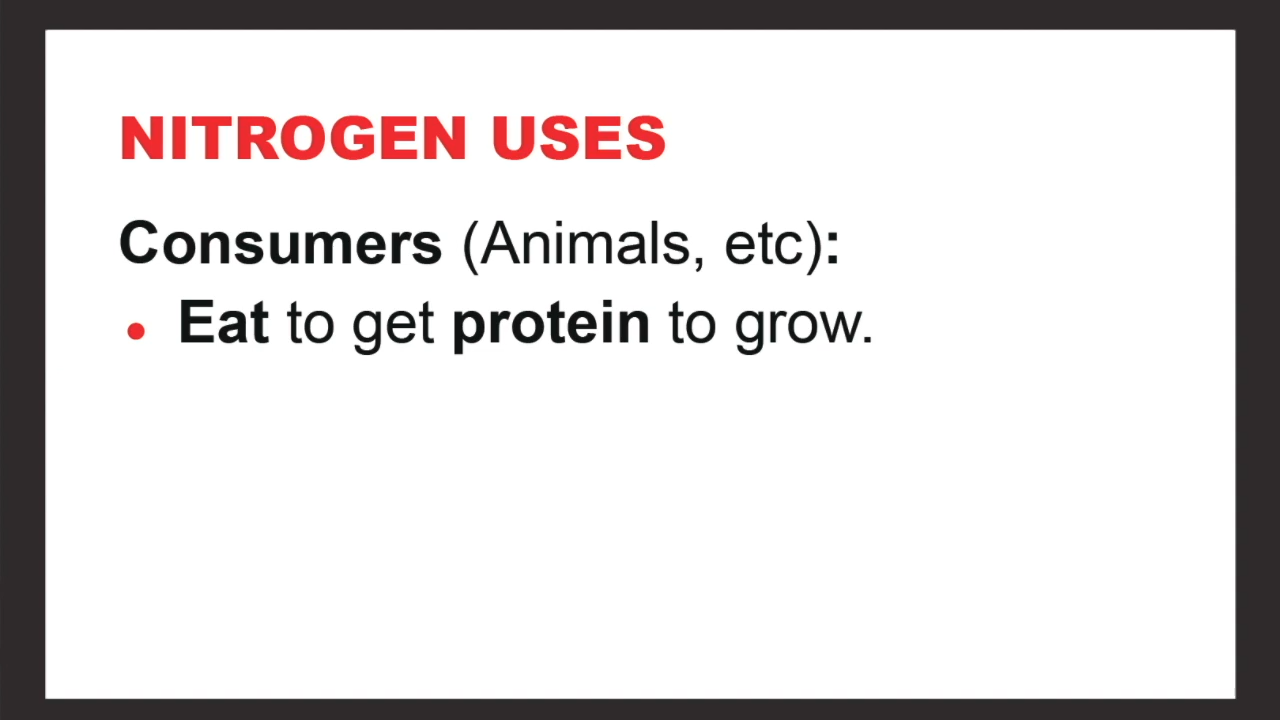 NITROGEN USES
Consumers (Animals, etc):
• Eat to get protein to grow.